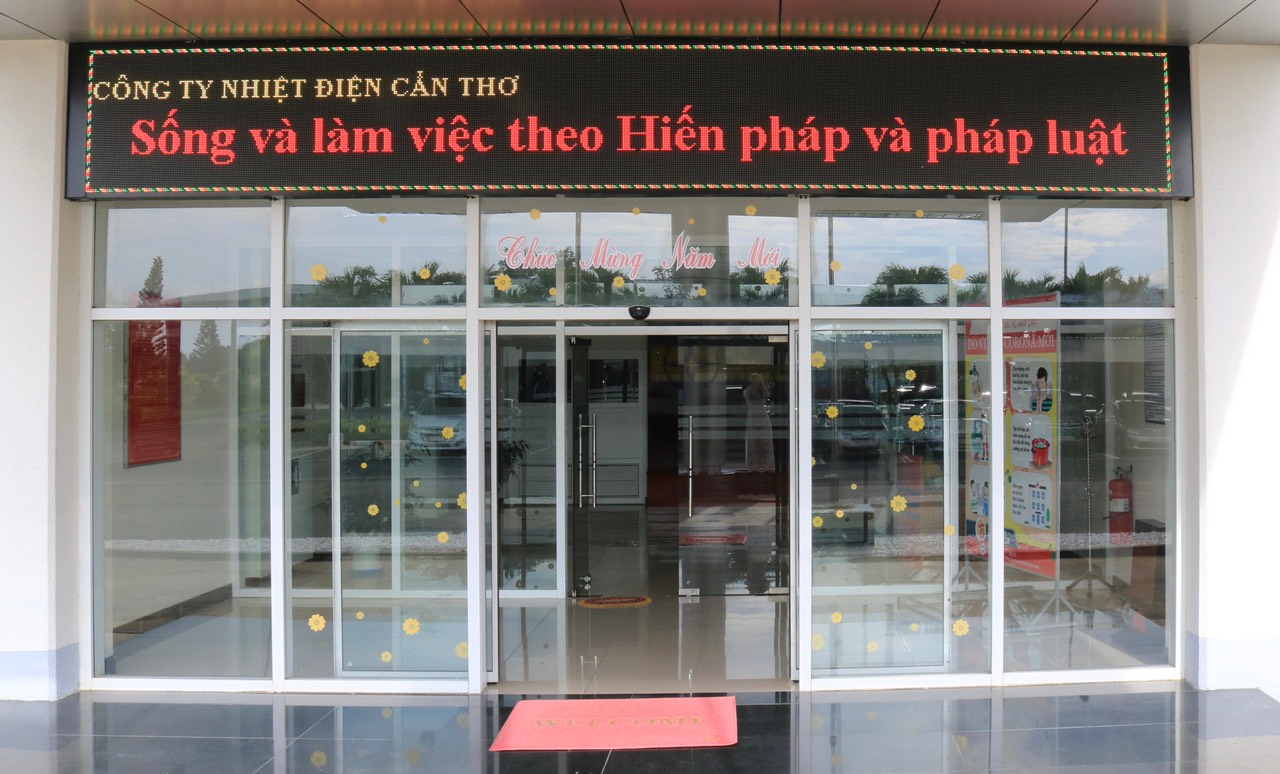 CÔNG TY NHIỆT ĐIỆN CẦN THƠ
Sống và làm việc theo Hiến pháp và pháp luật
Chúc Mừng Năm Mới
CORONA MỚI
WELCOME